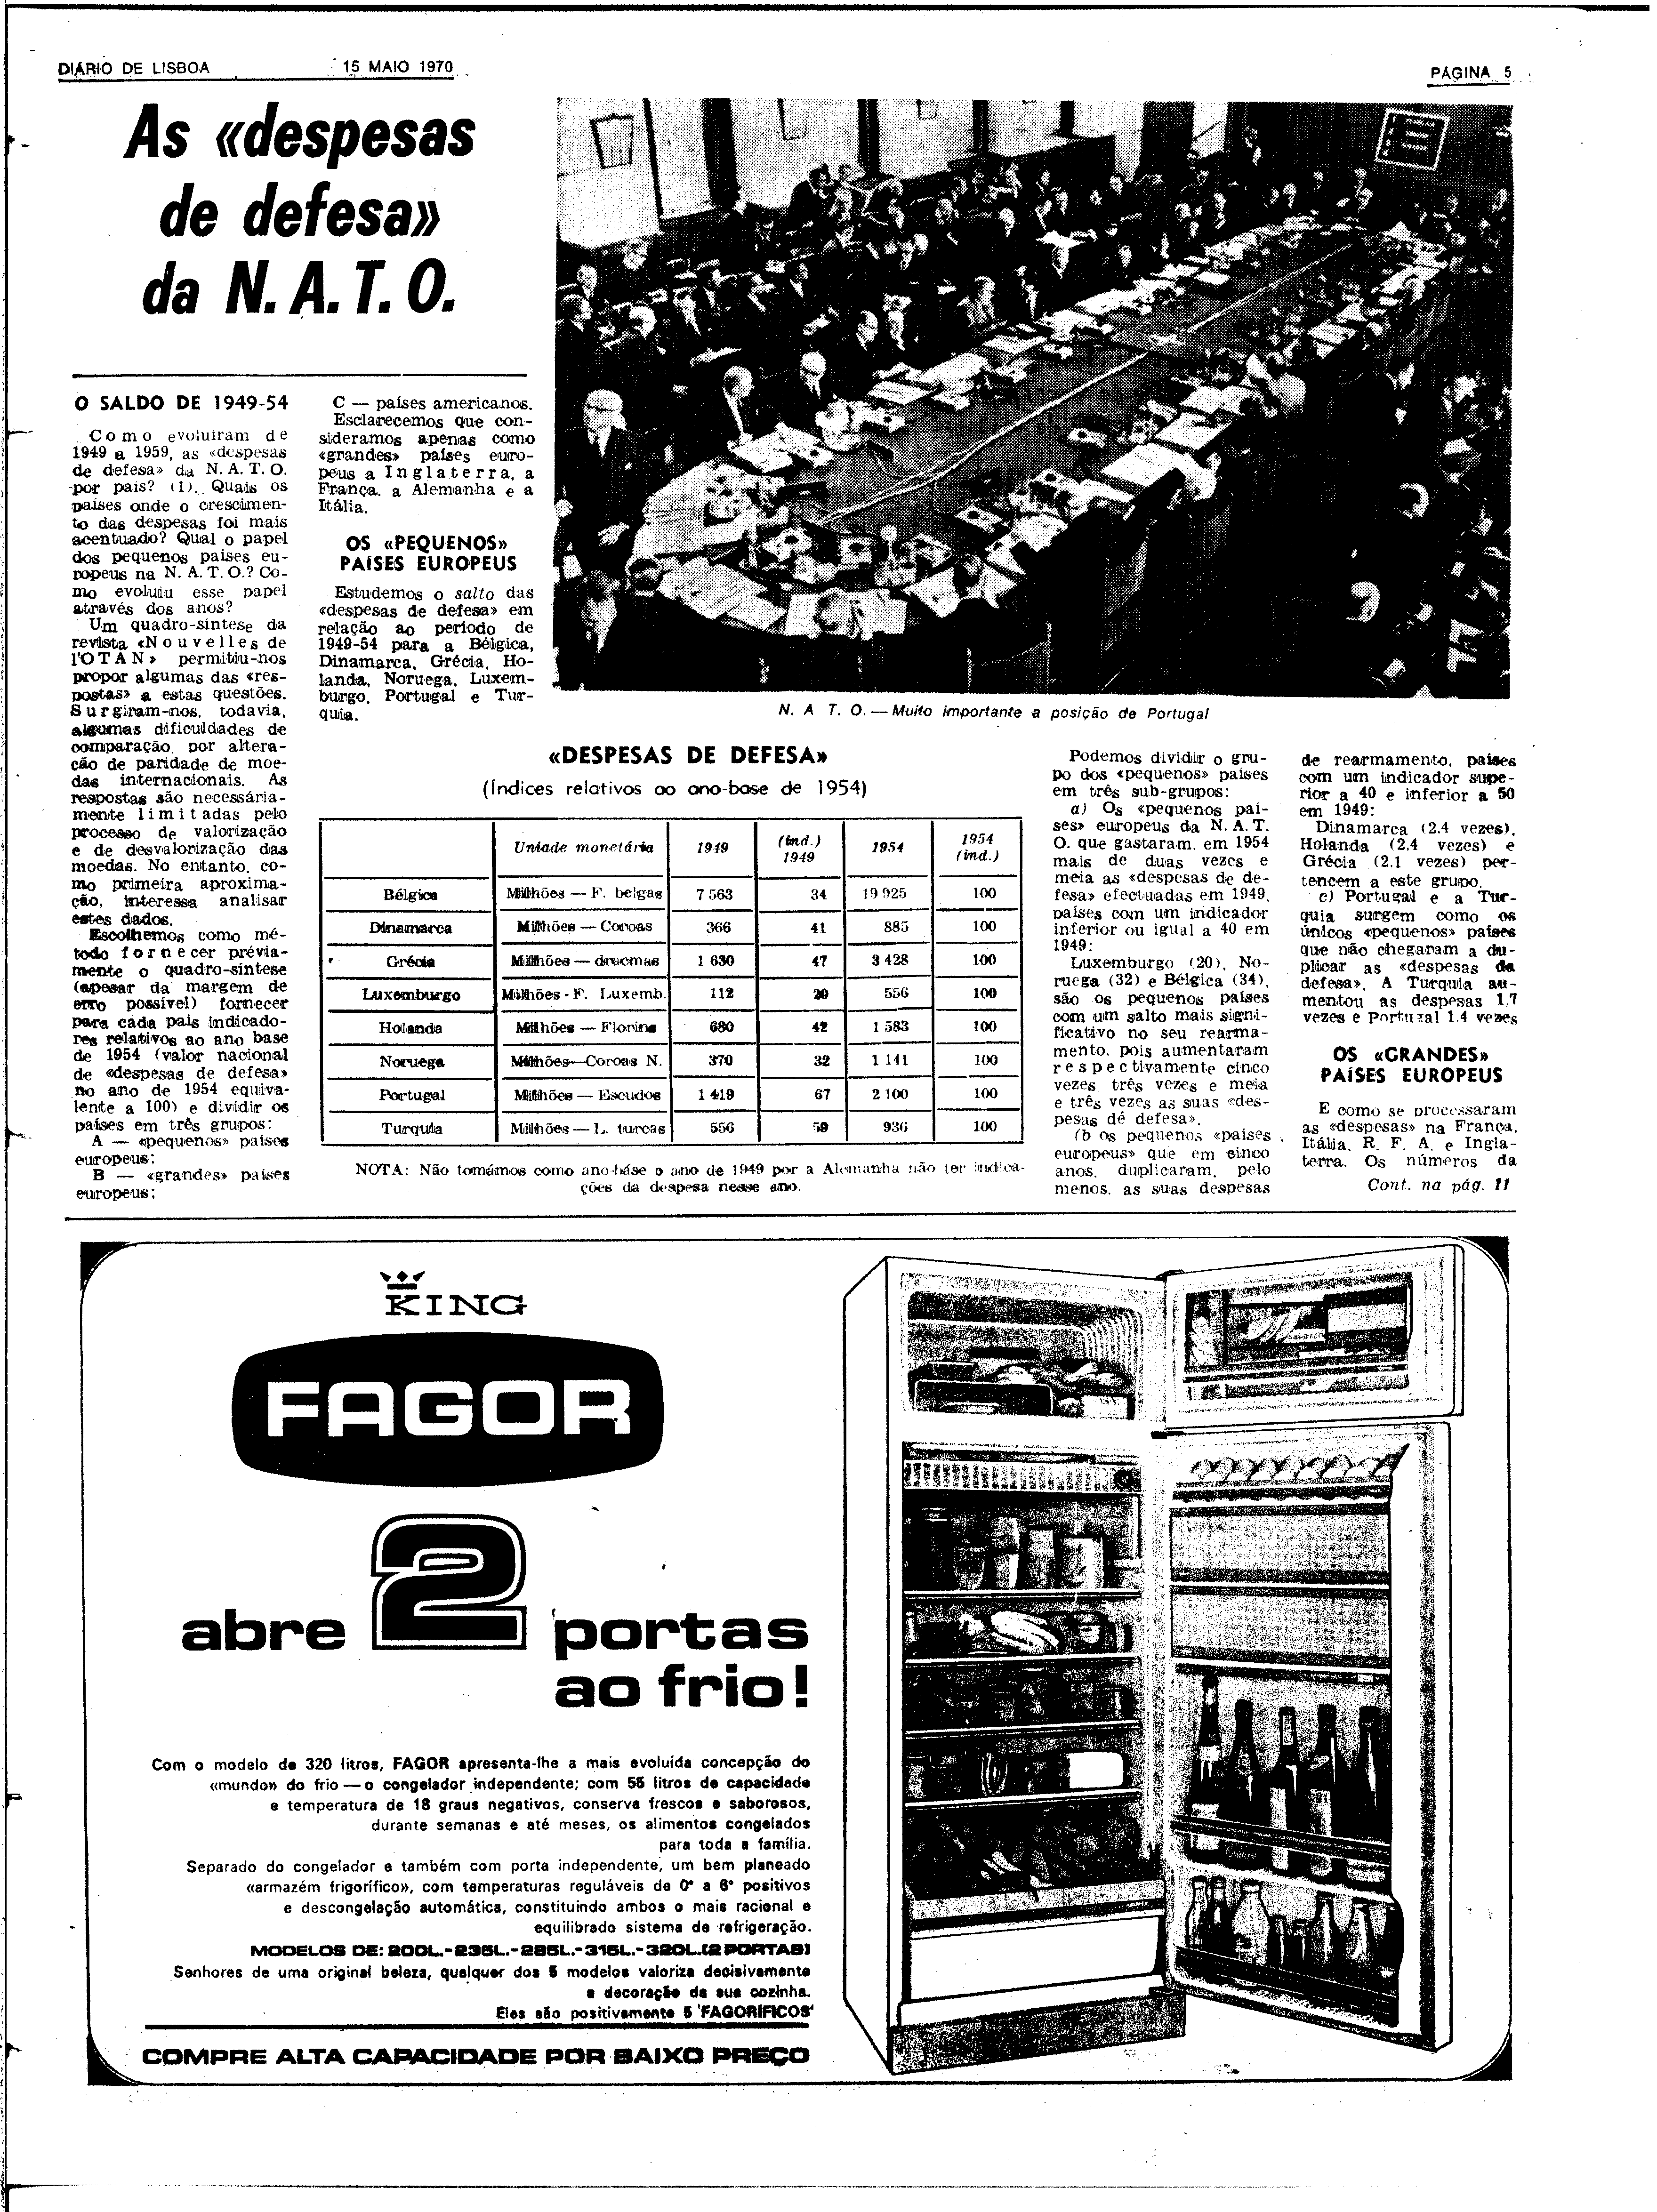 DIÁRIO DE LISBOA
15 MAIO 1970
PÁGINA 5
As «despesas
de defesa»
da N. A. T. O.
O SALDO DE 1949-54
Como evoluiram de
1949 a 1959, as «despesas
de defesa» da N. A. T. O.
por país? (1). Quais os
países onde o crescimen-
to das despesas foi mais
acentuado? Qual o papel
dos pequenos países eu-
ropeus na N. A. T. O.? Co-
mo evoluiu esse papel
através dos anos?
Um quadro-síntese da
revista «Nouvelles de
l'OTAN» permitiu-nos
propor algumas das «res-
postas» a estas questões.
Surgiram-nos, todavia,
algumas dificuldades de
comparação, por altera-
ção de paridade de moe-
das internacionais. As
respostas são necessária-
mente limitadas pelo
processo de valorização
e de desvalorização das
moedas. No entanto, co-
mo primeira aproxima-
ção, interessa analisar
estes dados.
Escolhemos como mé-
todo fornecer prévia-
mente o quadro-síntese
(apesar da margem de
erro possível) fornecer
para cada país indicado-
res relativos ao ano base
de 1954 (valor nacional
de «despesas de defesa»
no ano de 1954 equiva-
lente a 100) e dividir os
países em três grupos:
A — «pequenos» países
europeus;
B — «grandes» países
europeus;
C — países americanos.
Esclarecemos que con-
sideramos apenas como
«grandes» países euro-
peus a Inglaterra, a
França, a Alemanha e a
Itália.
OS «PEQUENOS»
PAÍSES EUROPEUS
Estudemos o salto das
«despesas de defesa» em
relação ao período de
1949-54 para a Bélgica,
Dinamarca, Grécia, Ho-
landa, Noruega, Luxem-
burgo, Portugal e Tur-
quia.
N. A T. O. — Muito importante a posição de Portugal
«DESPESAS DE DEFESA»
(Índices relativos ao ano-base de 1954)
Uniade monetária 1949 (ind.) 1949 1954 1954 (ind.)
Bélgica Milhões — F. belgas 7 563 34 19 925 100
Dinamarca Milhões — Coroas 366 41 885 100
Grécia Milhões — dracmas 1 630 47 3 428 100
Luxemburgo Milhões - F. Luxemb. 112 20 556 100
Holanda Milhões — Florins 680 42 1 583 100
Noruega Milhões—Coroas N. 370 32 1 141 100
Portugal Milhões — Escudos 1 419 67 2 100 100
Turquia Milhões — L. turcas 556 59 936 100
NOTA: Não tomámos como ano-base o ano de 1949 por a Alemanha não ter indica-
ções da despesa nesse ano.
Podemos dividir o gru-
po dos «pequenos» países
em três sub-grupos:
a) Os «pequenos paí-
ses» europeus da N. A. T.
O. que gastaram, em 1954
mais de duas vezes e
meia as «despesas de de-
fesa» efectuadas em 1949,
países com um indicador
inferior ou igual a 40 em
1949:
Luxemburgo (20), No-
ruega (32) e Bélgica (34),
são os pequenos países
com um salto mais signi-
ficativo no seu rearma-
mento, pois aumentaram
respectivamente cinco
vezes, três vezes e meia
e três vezes as suas «des-
pesas dé defesa».
(b os pequenos «países
europeus» que em cinco
anos, duplicaram, pelo
menos, as suas despesas
de rearmamento, países
com um indicador supe-
rior a 40 e inferior a 50
em 1949:
Dinamarca (2.4 vezes),
Holanda (2,4 vezes) e
Grécia (2.1 vezes) per-
tencem a este grupo.
c) Portugal e a Tur-
quia surgem como os
únicos «pequenos» países
que não chegaram a du-
plicar as «despesas da
defesa». A Turquia au-
mentou as despesas 1,7
vezes e Portugal 1.4 vezes
OS «GRANDES»
PAÍSES EUROPEUS
E como se processaram
as «despesas» na França,
Itália, R. F. A. e Ingla-
terra. Os números da
Cont. na pág. 11
KING
FAGOR
abre 2 portas
ao frio!
Com o modelo de 320 litros, FAGOR apresenta-lhe a mais evoluída concepção do
«mundo» do frio — o congelador independente; com 55 litros de capacidade
e temperatura de 18 graus negativos, conserva frescos e saborosos,
durante semanas e até meses, os alimentos congelados
para toda a família.
Separado do congelador e também com porta independente, um bem planeado
«armazém frigorífico», com temperaturas reguláveis de 0° a 6° positivos
e descongelação automática, constituindo ambos o mais racional e
equilibrado sistema de refrigeração.
MODELOS DE: 200L.-235L.-285L.-315L.-320L.(2 PORTAS)
Senhores de uma original beleza, qualquer dos 5 modelos valoriza decisivamente
a decoração da sua cozinha.
Eles são positivamente 5 'FAGORÍFICOS'
COMPRE ALTA CAPACIDADE POR BAIXO PREÇO